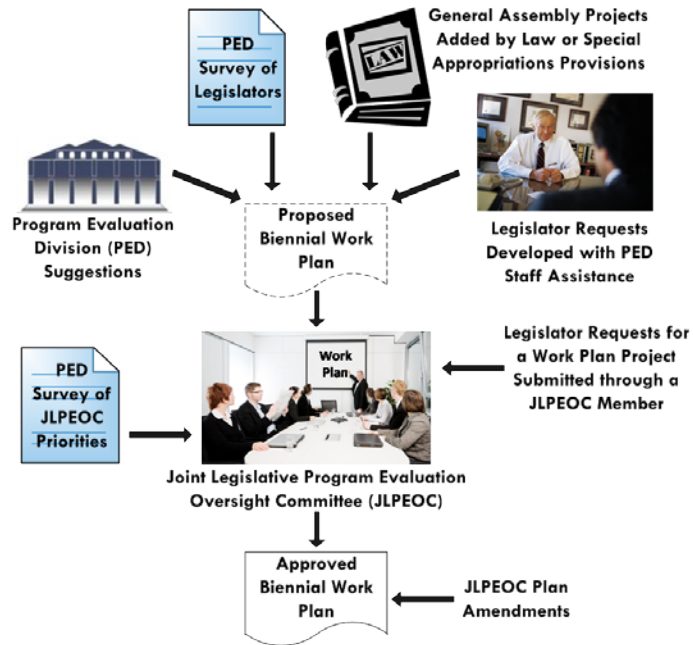 PED
Survey of
Legislators
LAW
General Assembly Projects
Added by Law or Special
Appropriations Provisions
Program Evaluation
Division (PED)
Suggestions
Proposed
Biennial Work
Plan
Legislator Requests
Developed with PED
Staff Assistance
PED
Survey of
JLPEOC
Priorities
Work
Plan
Legislator Requests for
a Work Plan Project
Submitted through a
JLPEOC Member
Joint Legislative Program Evaluation
Oversight Committee (JLPEOC)
Approved
Biennial Work
Plan
JLPEOC Plan
Amendments